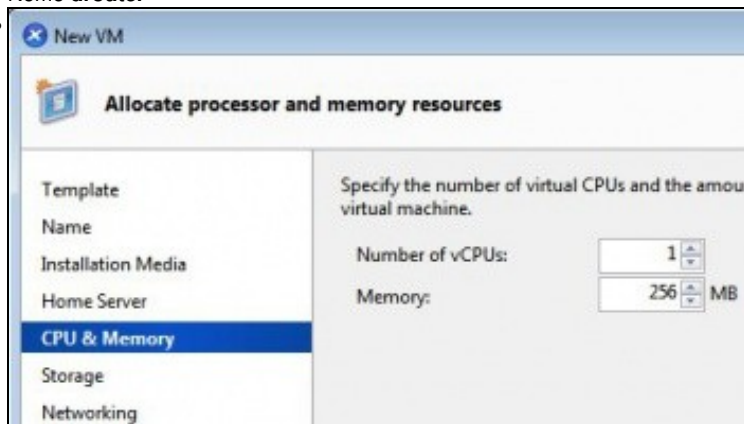 New VM
Allocate processor and memory resources
Template
Name
Installation Media
Home Server
CPU & Memory
Storage
Networking
Specify the number of virtual CPUs and the amou
virtual machine.
Number of vCPUs: 1
Memory: 256 MB